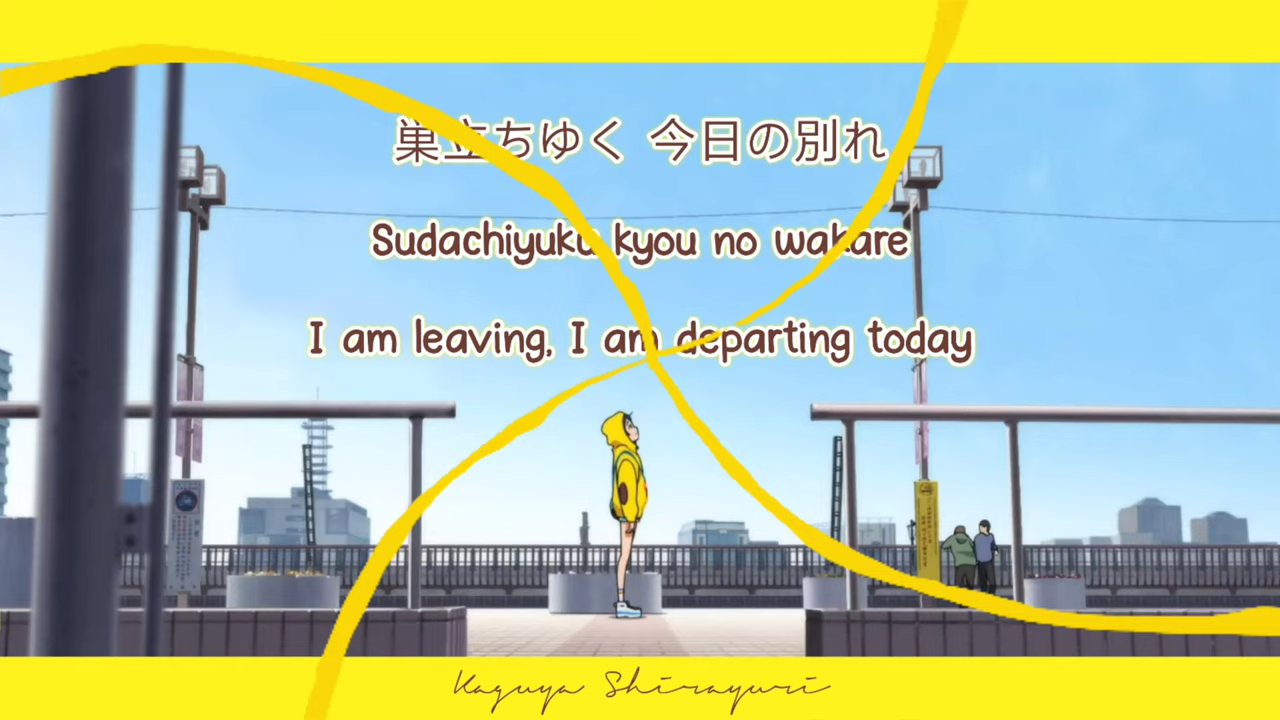 巣立ちゆく 今日の別れ
Sudachiyuku kyou no wakare
I am leaving, I am departing today
Kaguya Shirayuri